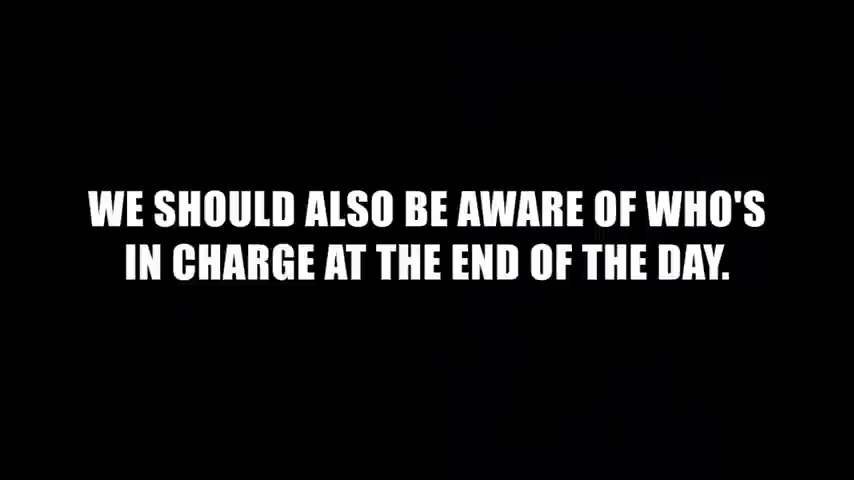 WE SHOULD ALSO BE AWARE OF WHO'S
IN CHARGE AT THE END OF THE DAY.